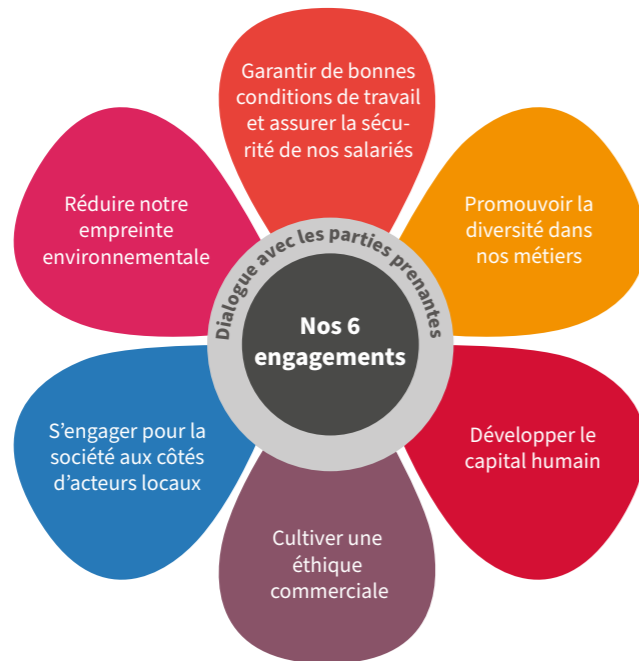 Garantir de bonnes
conditions de travail
et assurer la sécu-
rité de nos salariés
Promouvoir la
diversité dans
nos métiers
Développer le
capital humain
Cultiver une
éthique
commerciale
S’engager pour la
société aux côtés
d’acteurs locaux
Réduire notre
empreinte
environnementale
Dialogue avec les parties prenantes
Nos 6
engagements